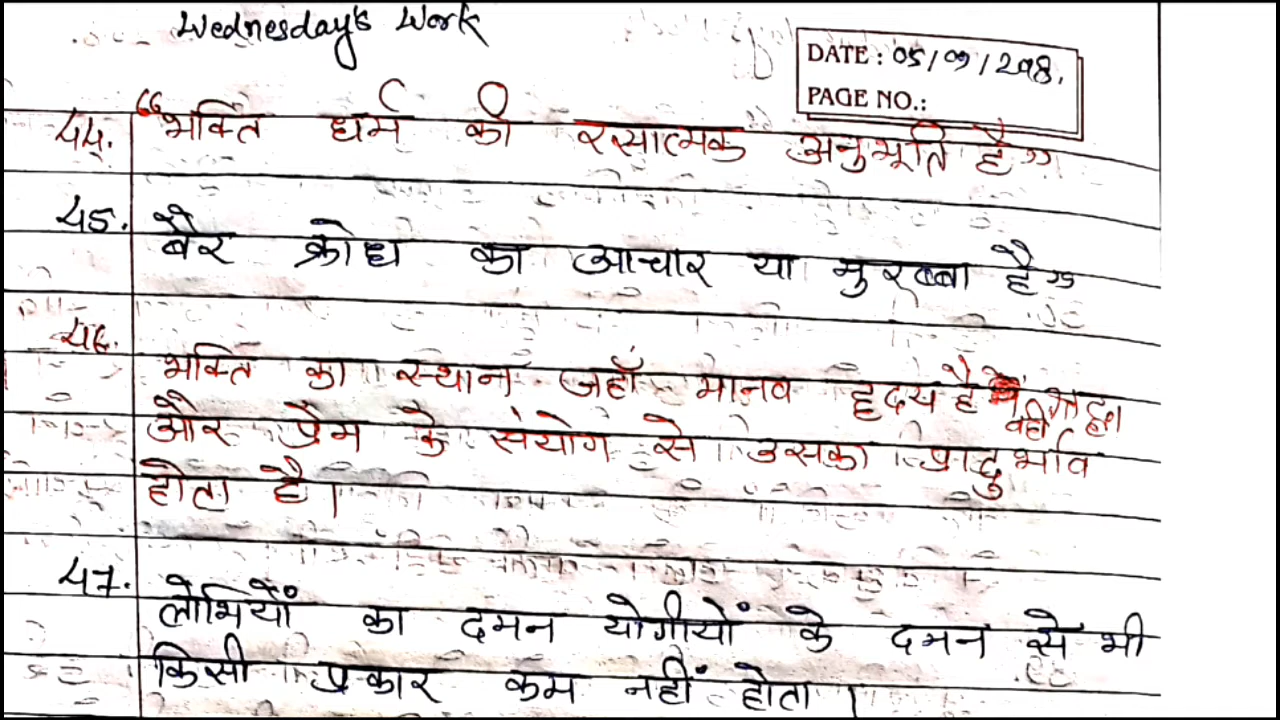 Wednesday's Work
DATE : 05/09/2018.
PAGE NO.:
44. "भक्ति धर्म की रसात्मक अनुभूति है"
45. बैर क्रोध का आचार या मुरब्बा है"
46. भक्ति का स्थान जहाँ मानव हृदय है वहीं
और प्रेम के संयोग से उसका प्रादुर्भाव
होता है।
47. लोभियों का दमन योगीयों के दमन से भी
किसी प्रकार कम नहीं होता।